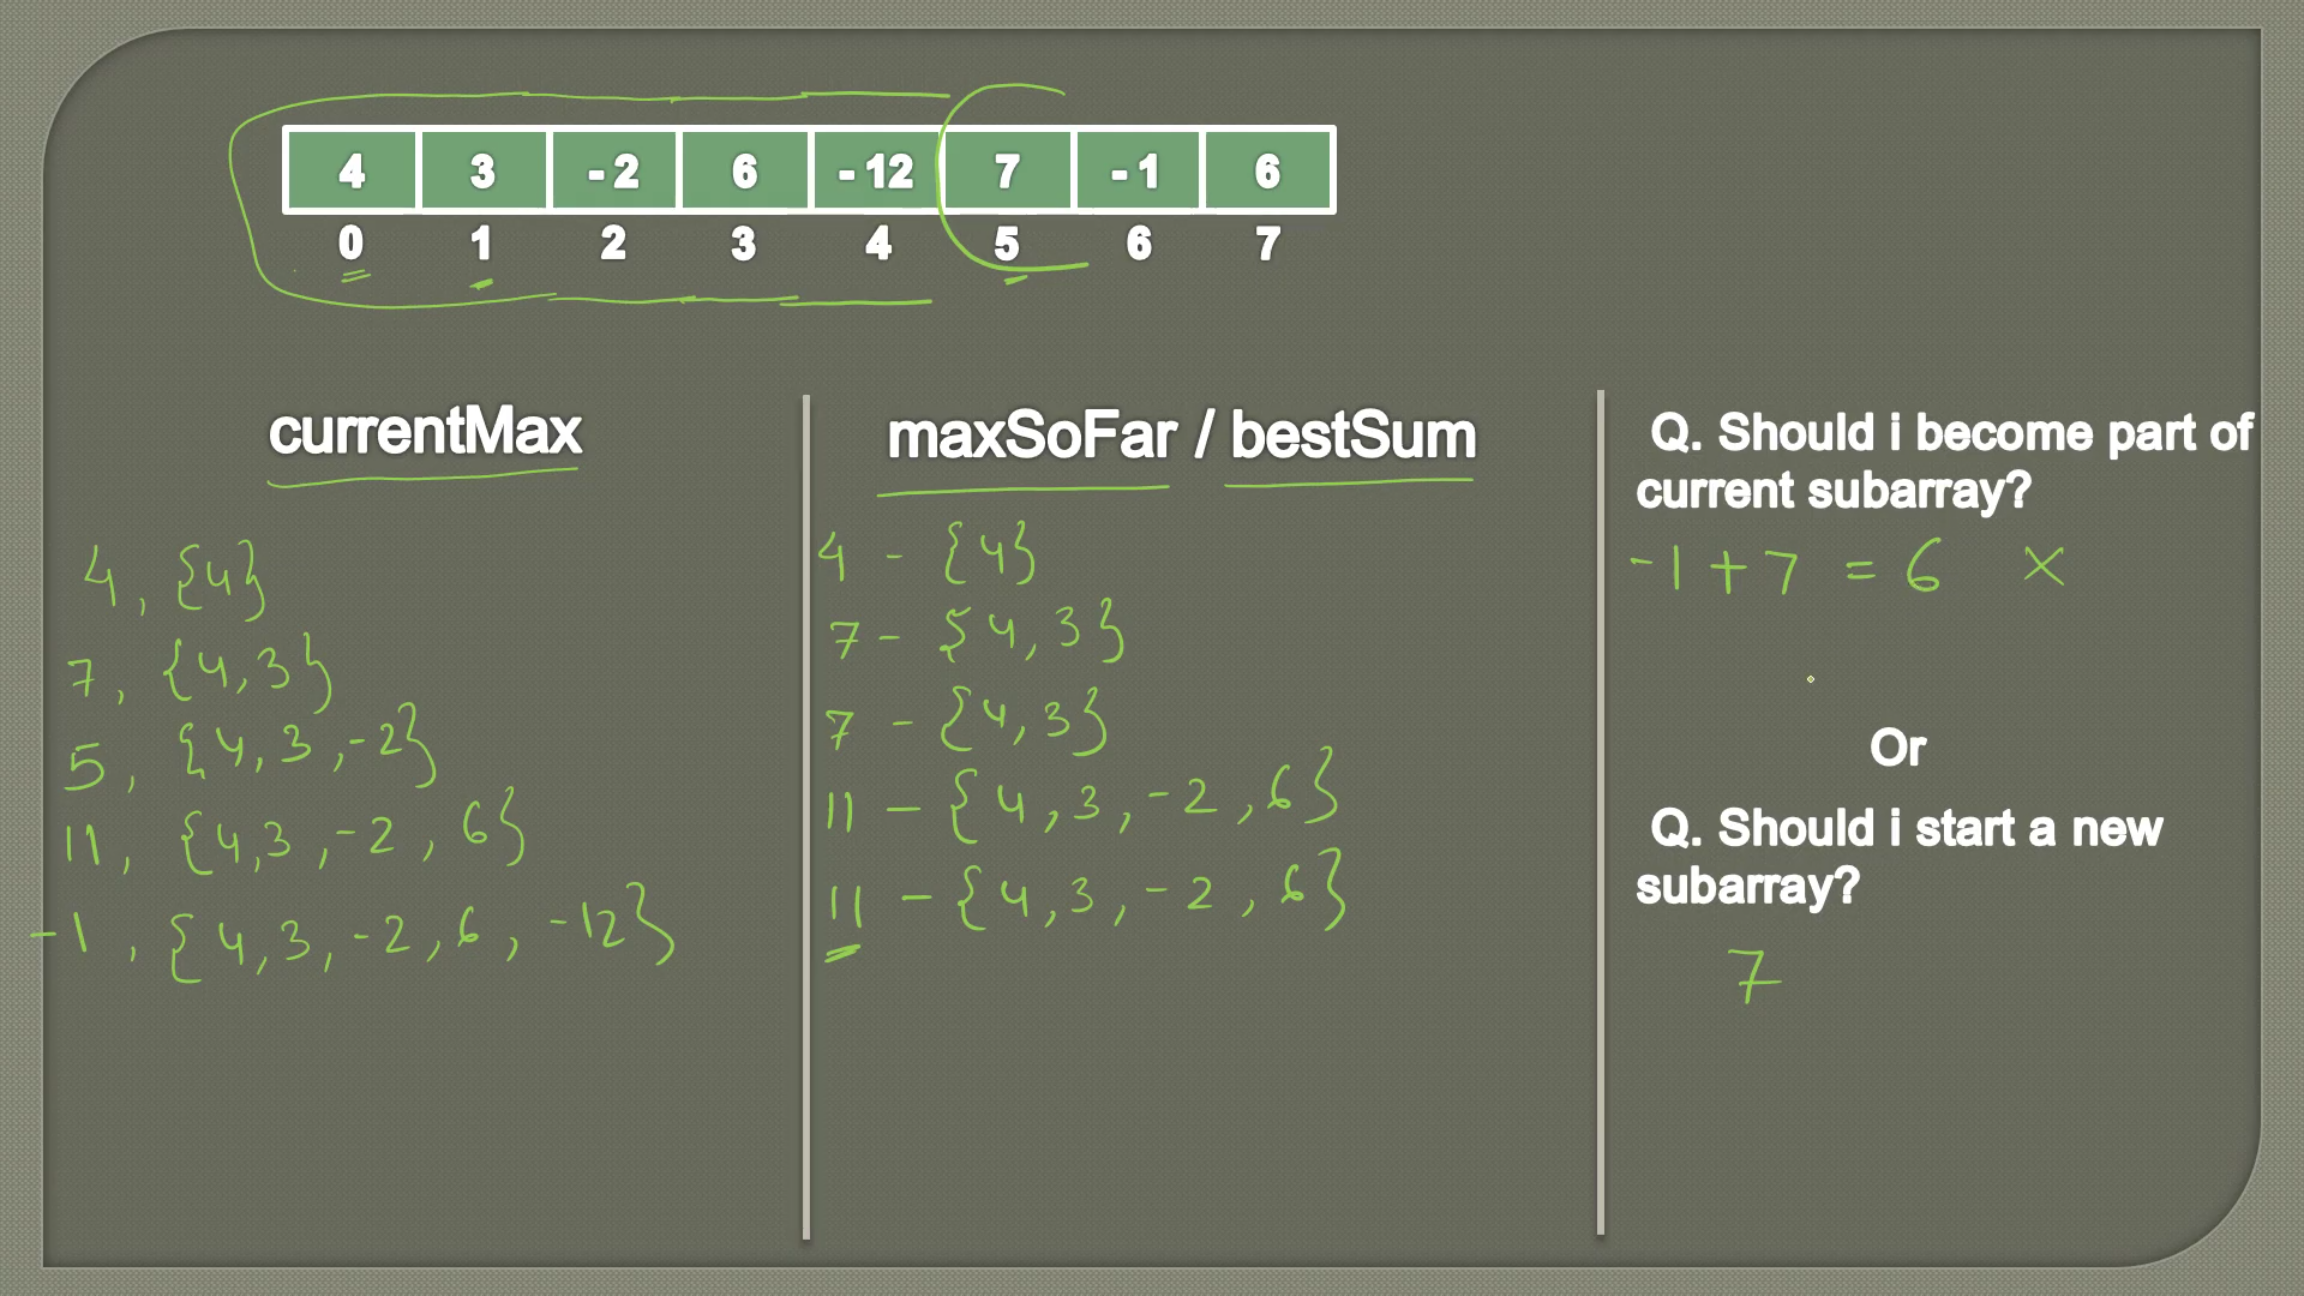 4 3 - 2 6 - 12 7 - 1 6
0 1 2 3 4 5 6 7
currentMax
4, {4}
7, {4,3}
5, {4,3,-2}
11, {4,3,-2,6}
-1, {4,3,-2,6,-12}
maxSoFar / bestSum
4 - {4}
7 - {4,3}
7 - {4,3}
11 - {4,3,-2,6}
11 - {4,3,-2,6}
Q. Should i become part of
current subarray?
-1+7 = 6 ×
Or
Q. Should i start a new
subarray?
7